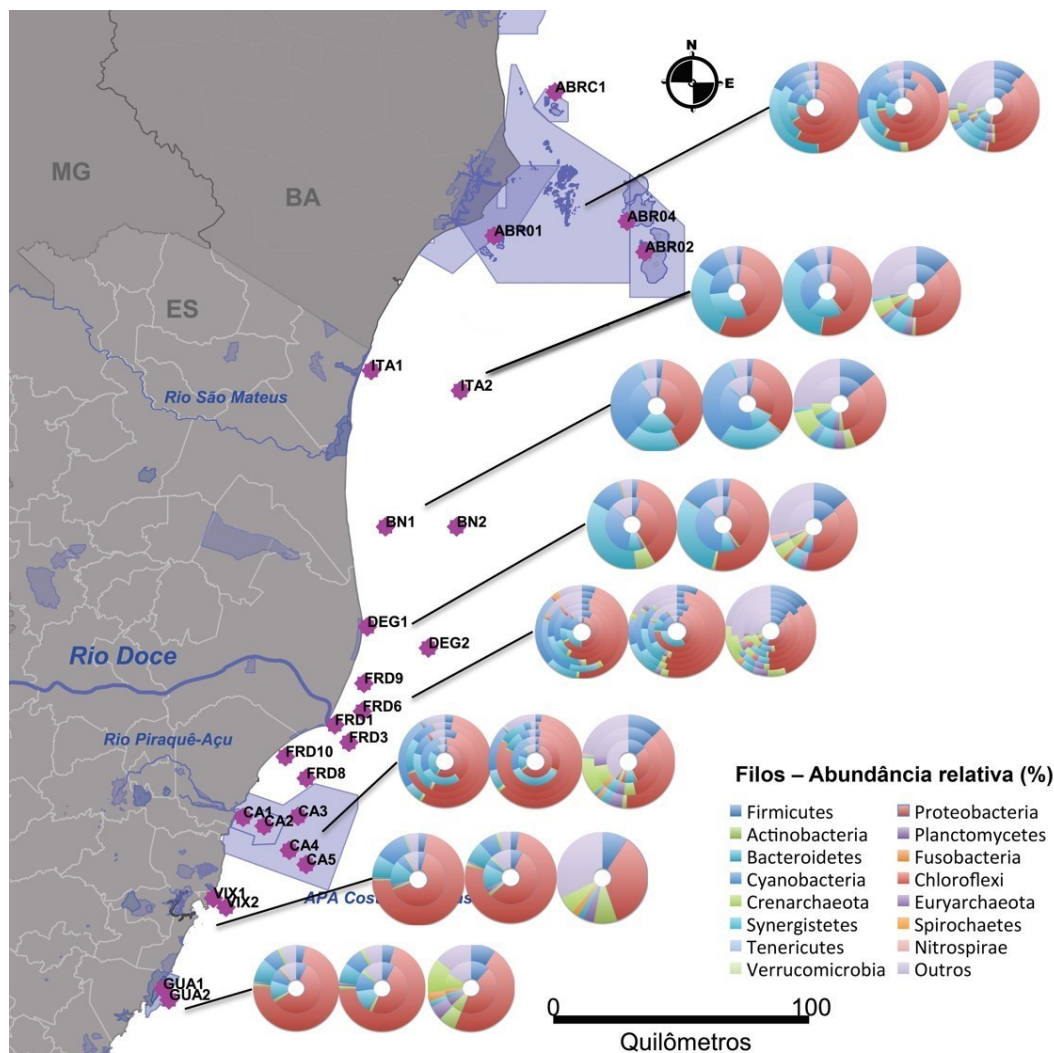 N
E
ABRC1
MG
BA
ABR04
ABR01
ABR02
ES
ITA1
ITA2
Rio São Mateus
BN1
BN2
DEG1
DEG2
Rio Doce
FRD9
FRD6
FRD1
Rio Piraquê-Açu
FRD3
FRD10
FRD8
CA1
CA3
CA2
CA4
CA5
VIX1
VIX2
APA
GUA1
GUA2
Filos – Abundância relativa (%)
Firmicutes
Proteobacteria
Actinobacteria
Planctomycetes
Bacteroidetes
Fusobacteria
Cyanobacteria
Chloroflexi
Crenarchaeota
Euryarchaeota
Synergistetes
Spirochaetes
Tenericutes
Nitrospirae
Verrucomicrobia
Outros
0
100
Quilômetros